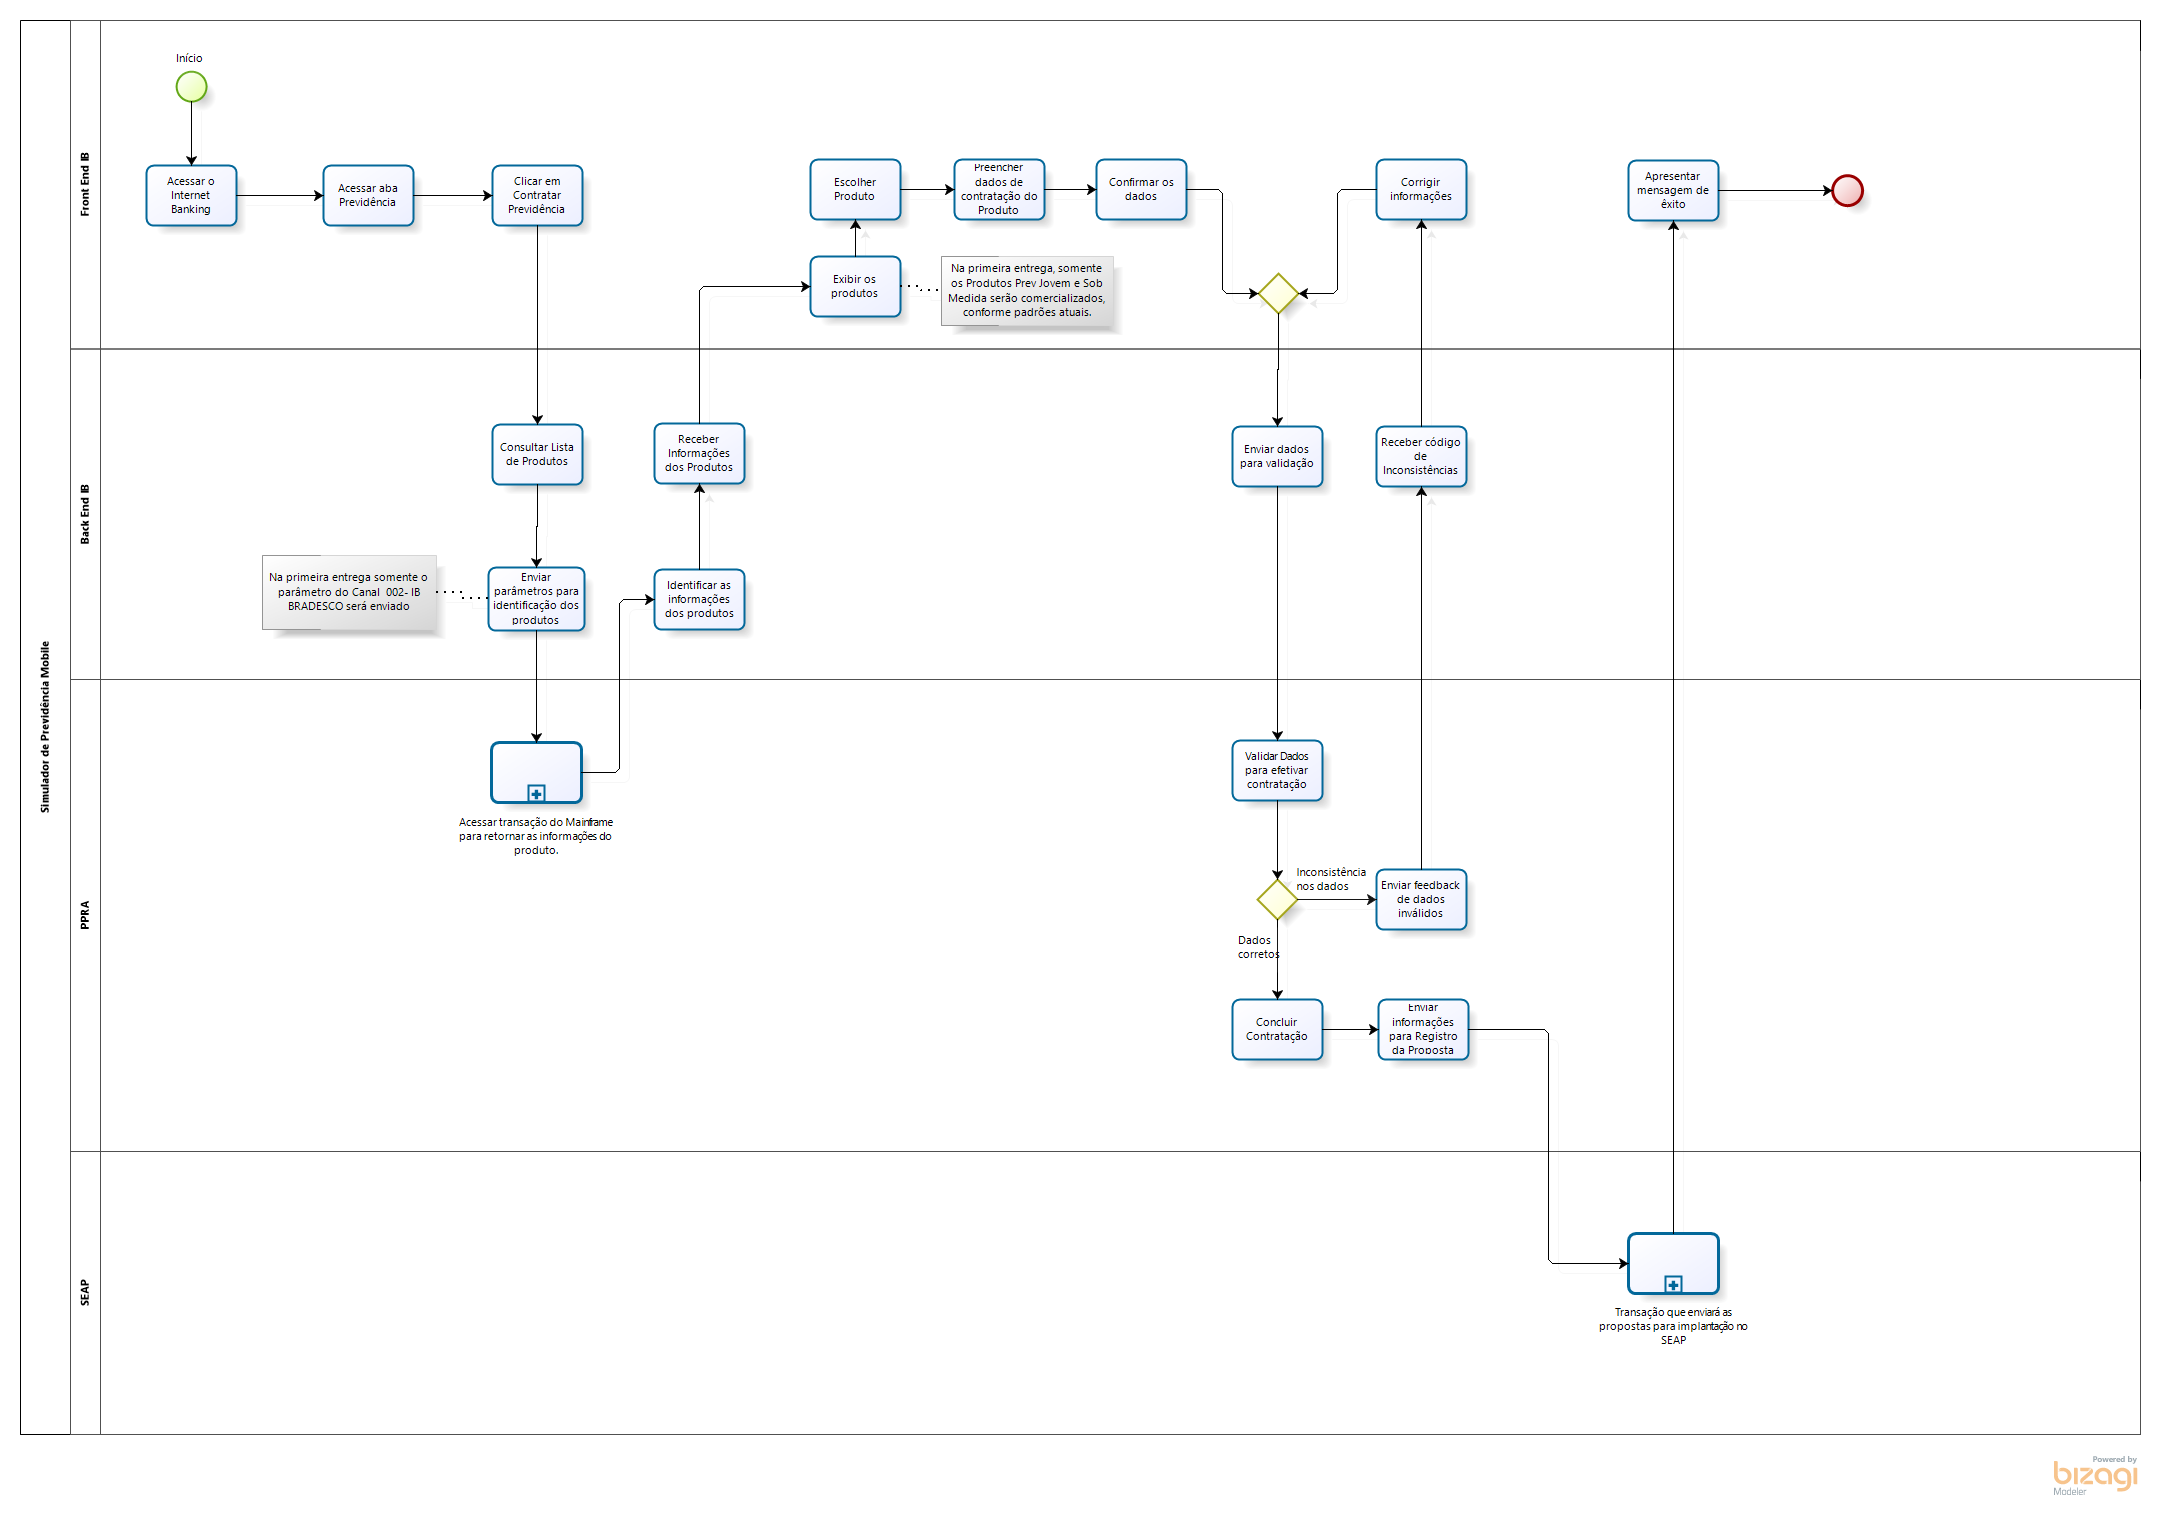 Simulador de Previdência Mobile
Front End IB
Início
Acessar o
Internet
Banking
Acessar aba
Previdência
Clicar em
Contratar
Previdência
Escolher
Produto
Preencher
dados de
contratação do
Produto
Confirmar os
dados
Corrigir
informações
Apresentar
mensagem de
êxito
Exibir os
produtos
Na primeira entrega, somente
os Produtos Prev Jovem e Sob
Medida serão comercializados,
conforme padrões atuais.
Back End IB
Consultar Lista
de Produtos
Receber
Informações
dos Produtos
Enviar dados
para validação
Receber código
de
Inconsistências
Na primeira entrega somente o
parâmetro do Canal 002- IB
BRADESCO será enviado
Enviar
parâmetros para
identificação dos
produtos
Identificar as
informações
dos produtos
PPRA
Acessar transação do Mainframe
para retornar as informações do
produto.
Validar Dados
para efetivar
contratação
Inconsistência
nos dados
Enviar feedback
de dados
inválidos
Dados
corretos
Concluir
Contratação
Enviar
informações
para Registro
da Proposta
SEAP
Transação que enviará as
propostas para implantação no
SEAP
Powered by
bizagi
Modeler